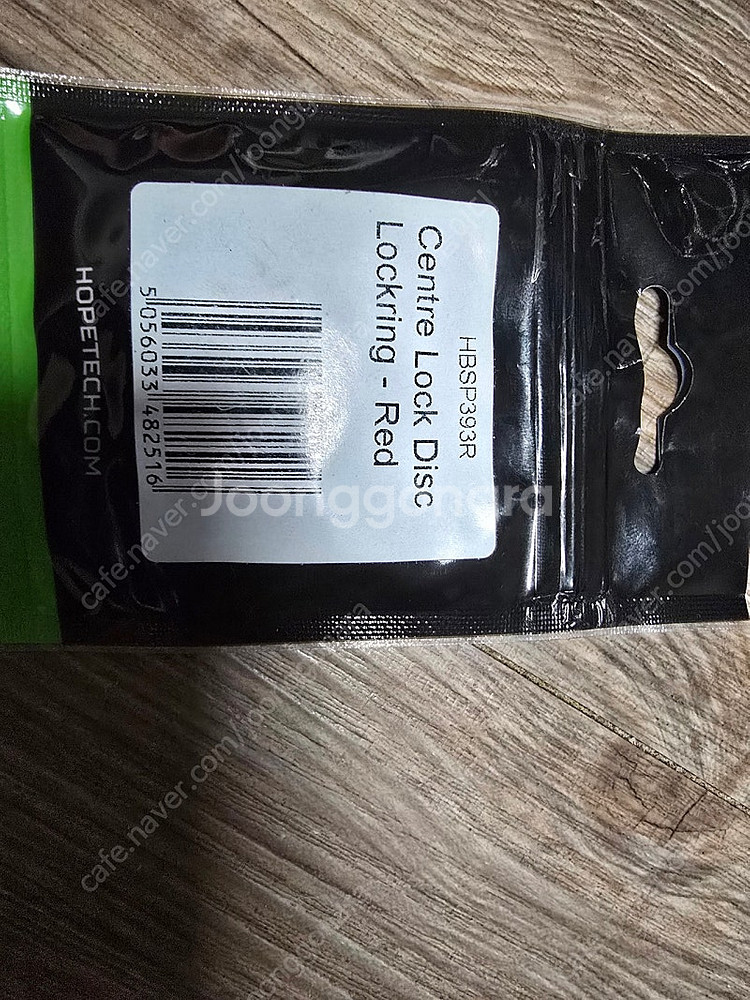 HBSP393R
Centre Lock Disc
Lockring - Red
5 056033 482516
HOPETECH.COM
Joonggonara
cafe.naver.com/joonggonara